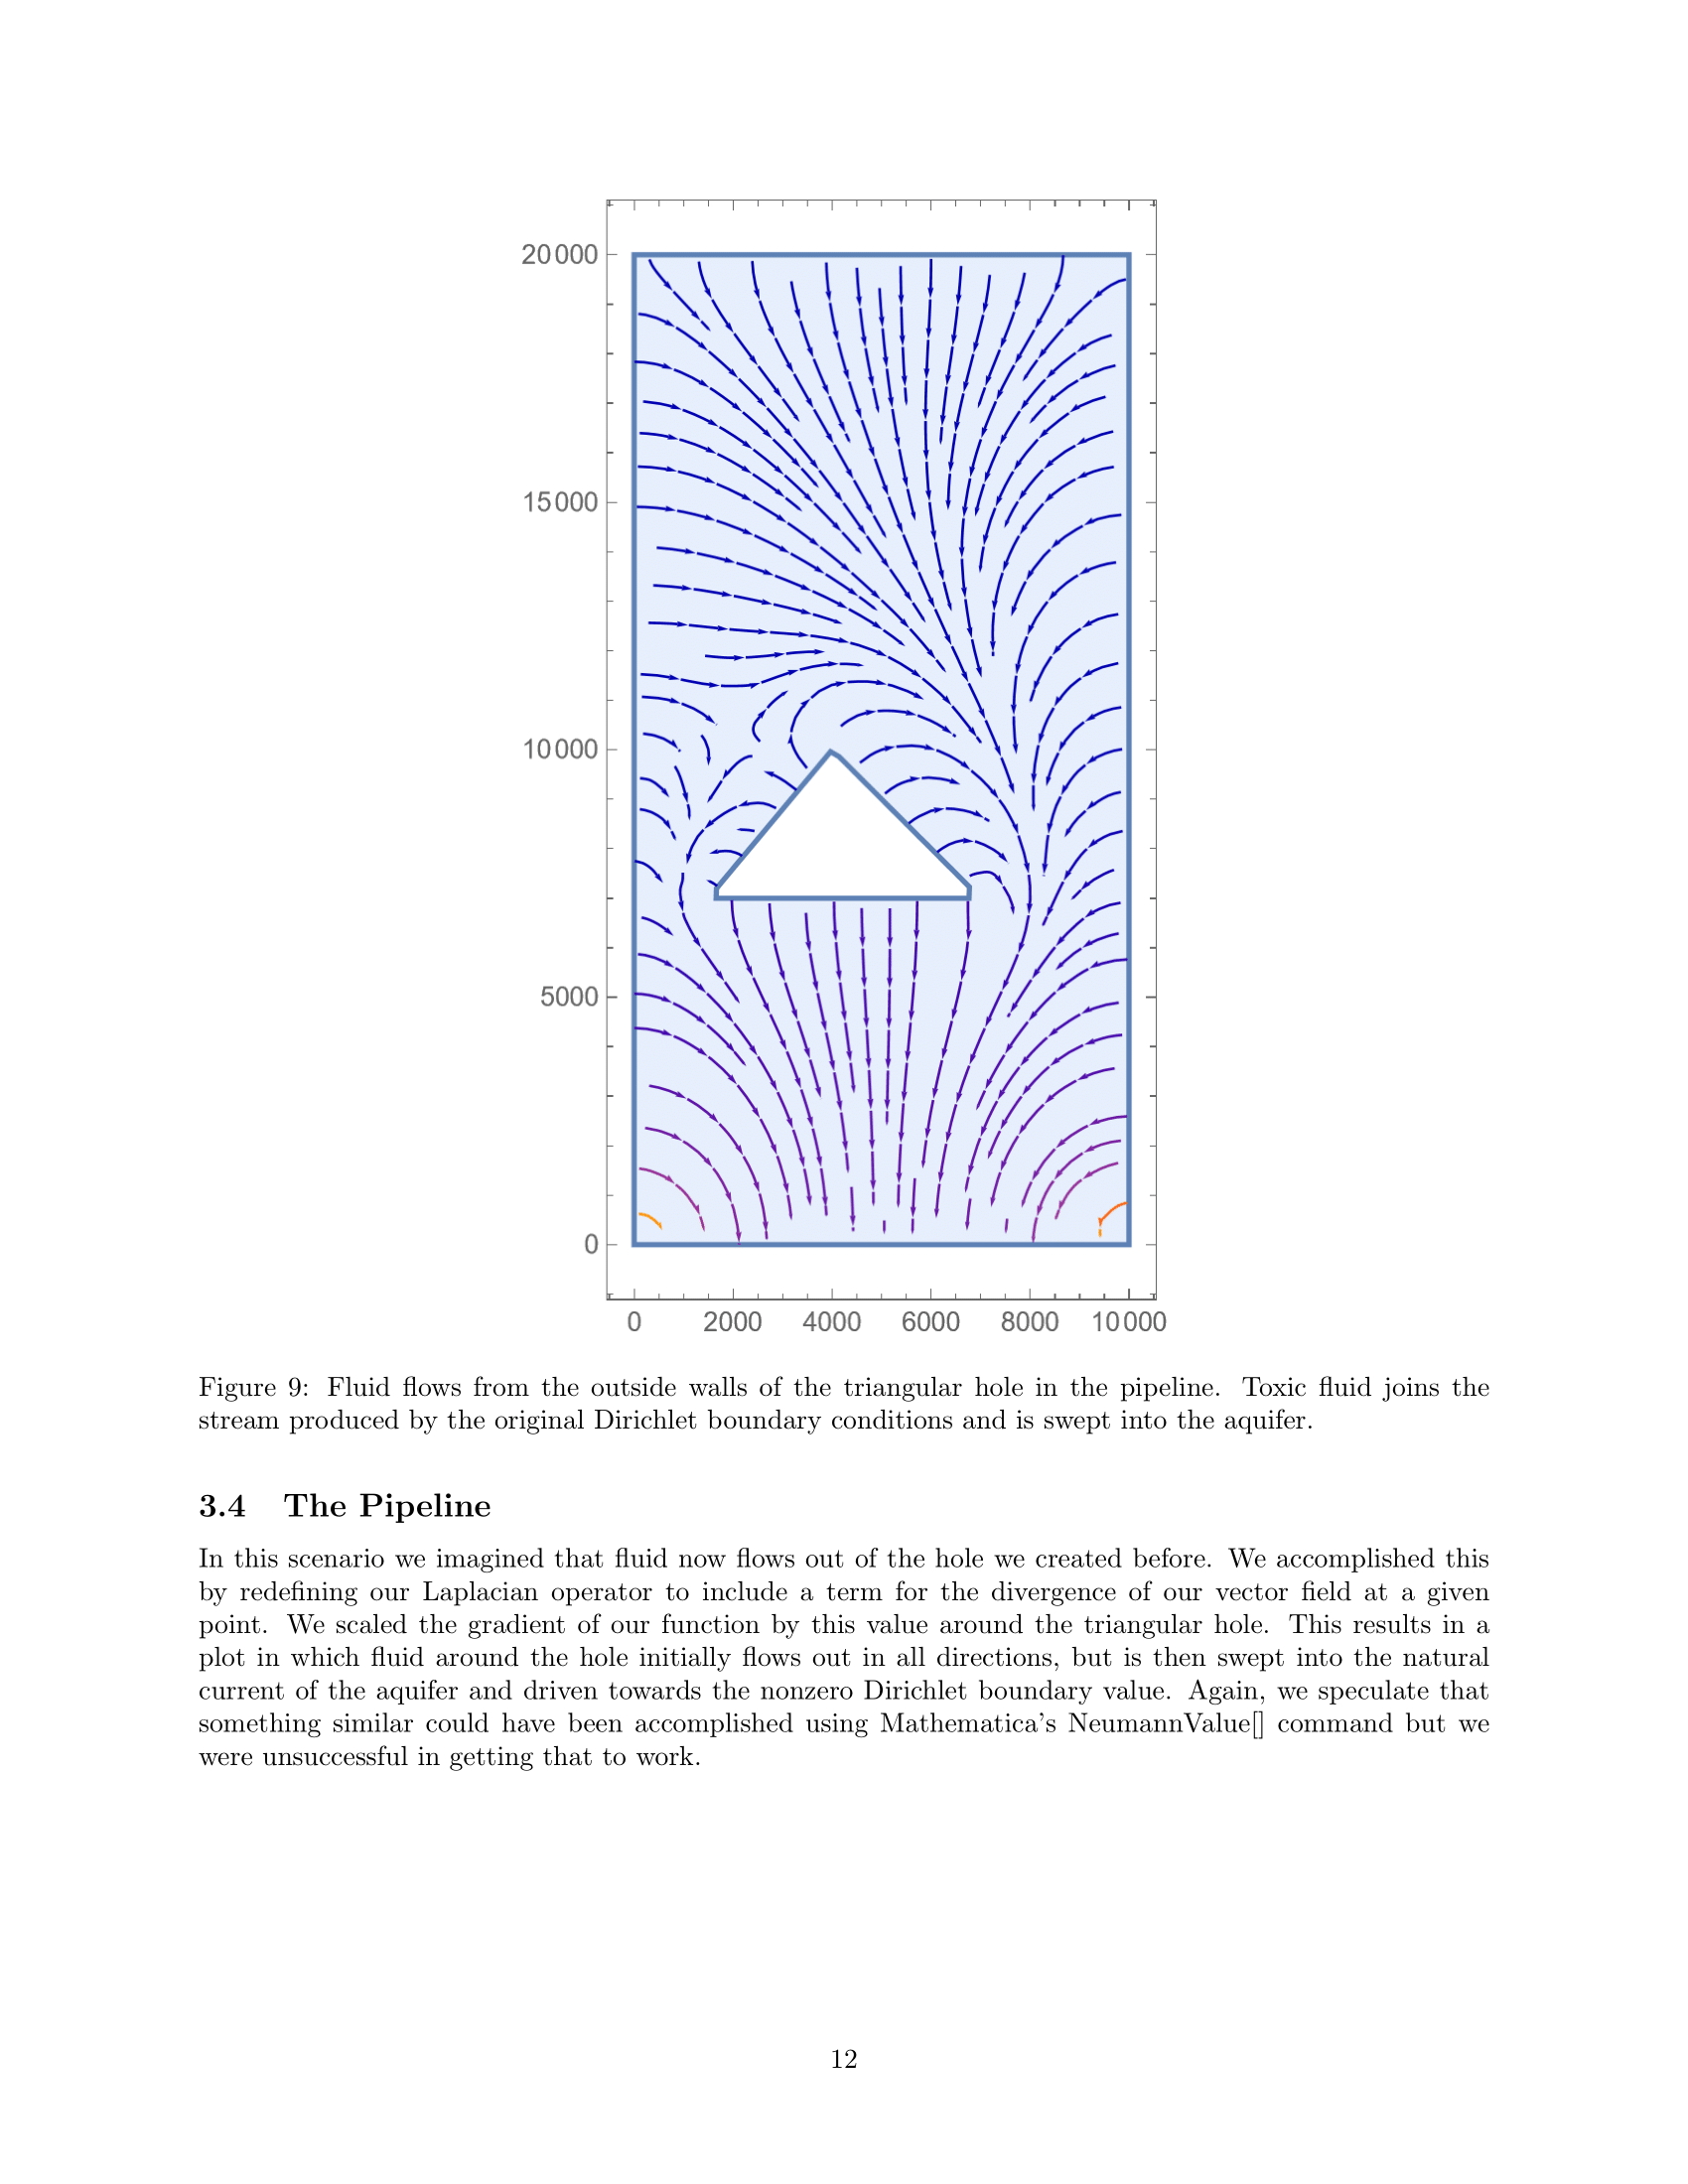 20 000
15 000
10 000
5000
0
0 2000 4000 6000 8000 10 000
Figure 9: Fluid flows from the outside walls of the triangular hole in the pipeline. Toxic fluid joins the
stream produced by the original Dirichlet boundary conditions and is swept into the aquifer.
3.4 The Pipeline
In this scenario we imagined that fluid now flows out of the hole we created before. We accomplished this
by redefining our Laplacian operator to include a term for the divergence of our vector field at a given
point. We scaled the gradient of our function by this value around the triangular hole. This results in a
plot in which fluid around the hole initially flows out in all directions, but is then swept into the natural
current of the aquifer and driven towards the nonzero Dirichlet boundary value. Again, we speculate that
something similar could have been accomplished using Mathematica's NeumannValue[] command but we
were unsuccessful in getting that to work.
12